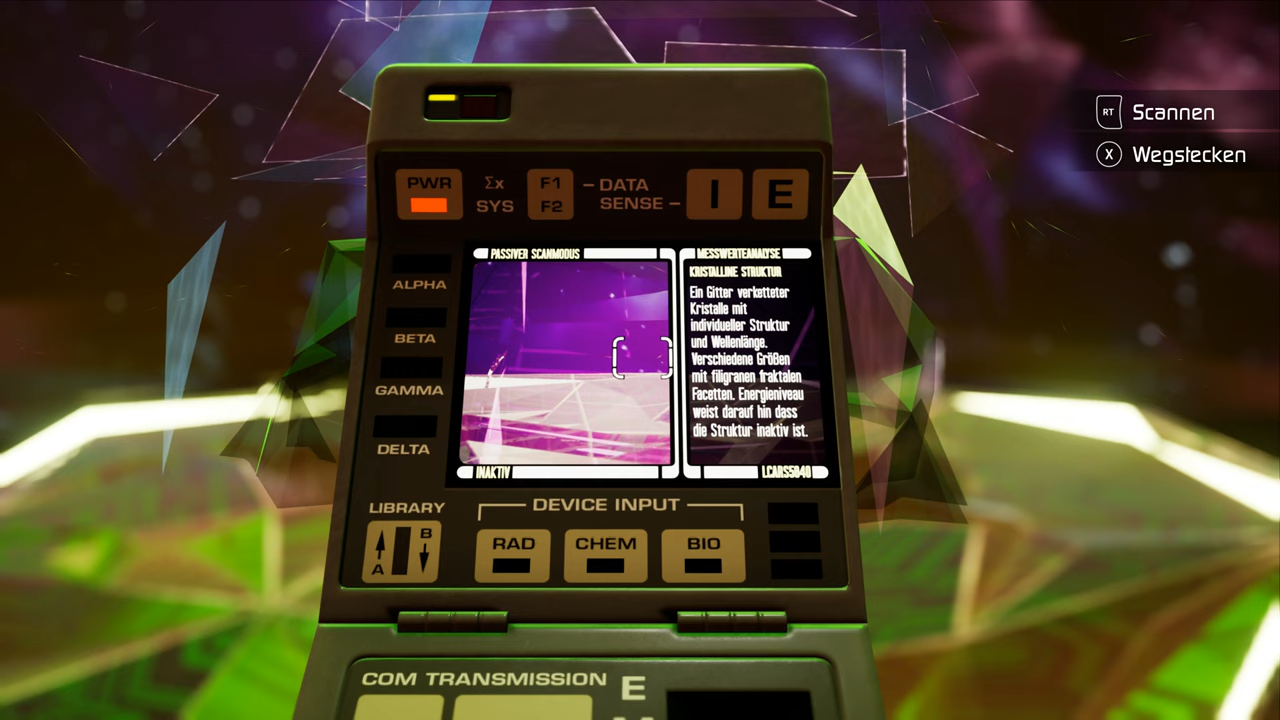 RT Scannen
X Wegstecken
PWR
Σx
SYS
F1
F2
DATA
SENSE
I
E
PASSIVER SCANMODUS
MESSWERTEANALYSE
KRISTALLINE STRUKTUR
Ein Gitter verketteter
Kristalle mit
individueller Struktur
und Wellenlänge.
Verschiedene Größen
mit filigranen fraktalen
Facetten. Energieniveau
weist darauf hin dass
die Struktur inaktiv ist.
INAKTIV
LCARS5840
ALPHA
BETA
GAMMA
DELTA
LIBRARY
A
B
DEVICE INPUT
RAD
CHEM
BIO
COM TRANSMISSION
E